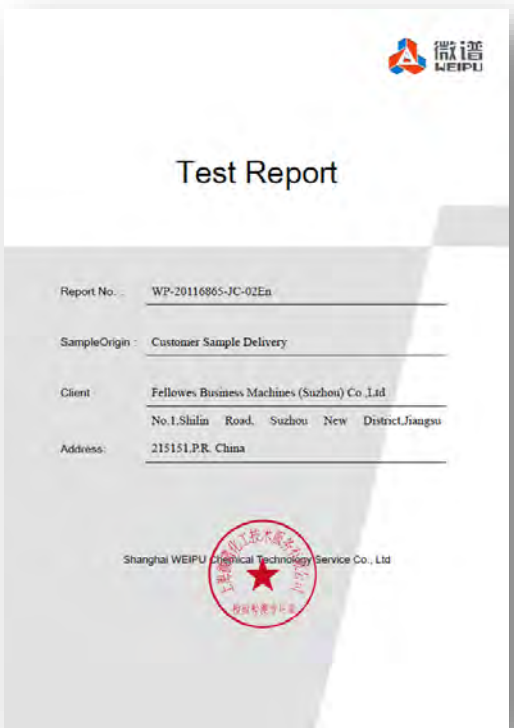 微谱
WEIPU
Test Report
Report No. : WP-20116865-JC-02En
SampleOrigin : Customer Sample Delivery
Client Fellowes Business Machines (Suzhou) Co.,Ltd
No.1,Shilin Road, Suzhou New District,Jiangsu
Address: 215151,P.R. China
Shanghai WEIPU Chemical Technology Service Co., Ltd